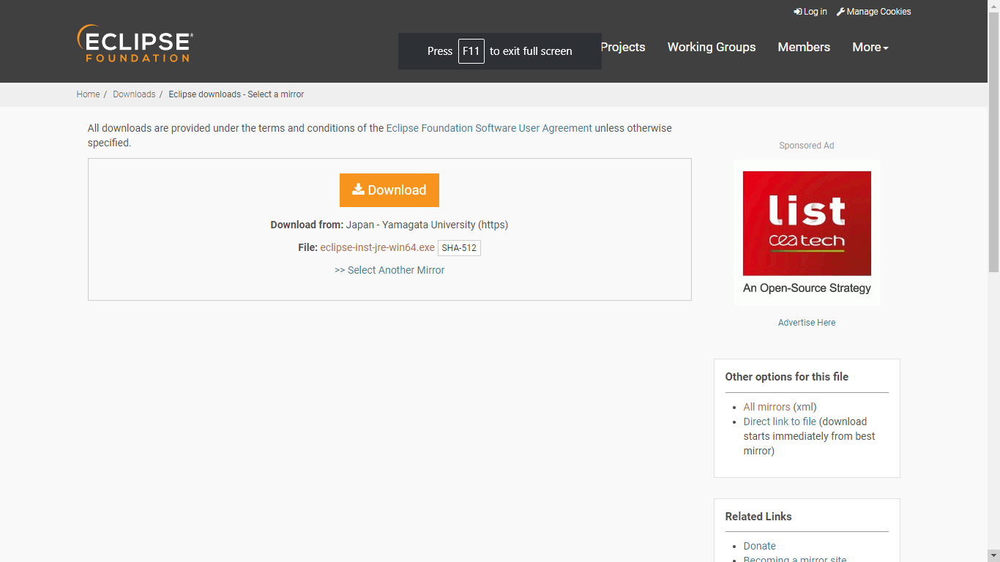 Log in Manage Cookies
ECLIPSE®
FOUNDATION
Press F11 to exit full screen
Projects Working Groups Members More
Home / Downloads / Eclipse downloads - Select a mirror
All downloads are provided under the terms and conditions of the Eclipse Foundation Software User Agreement unless otherwise
specified.
Download
Download from: Japan - Yamagata University (https)
File: eclipse-inst-jre-win64.exe SHA-512
>> Select Another Mirror
Sponsored Ad
list
ceatech
An Open-Source Strategy
Advertise Here
Other options for this file
• All mirrors (xml)
• Direct link to file (download
starts immediately from best
mirror)
Related Links
• Donate
• Becoming a mirror site